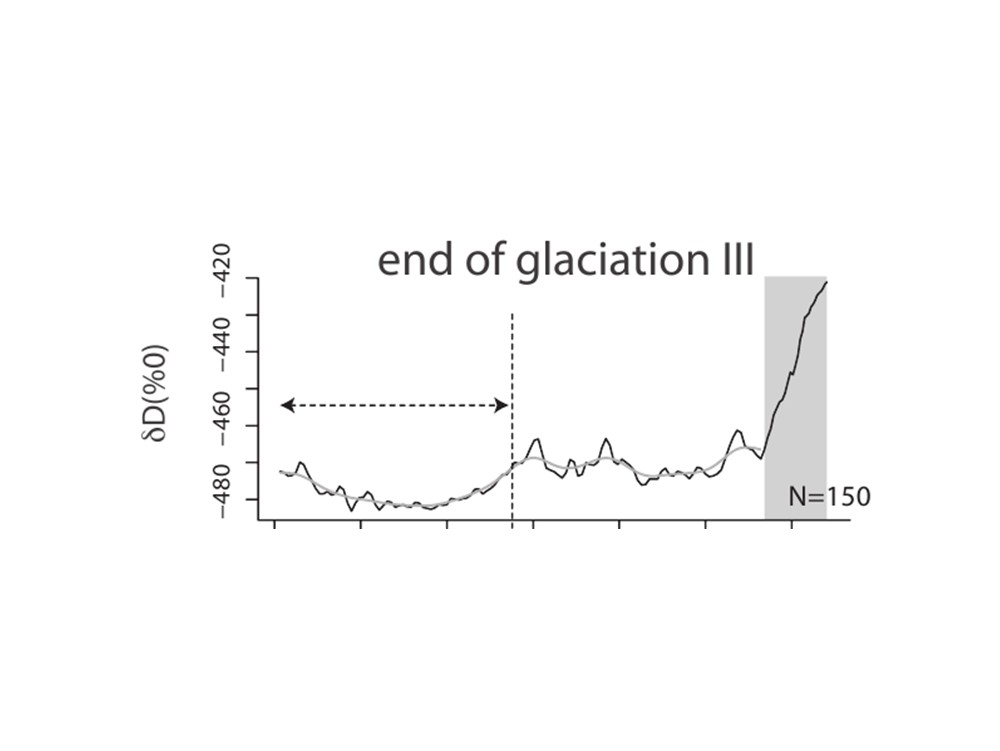 end of glaciation III
δD(%0)
−420
−440
−460
−480
N=150